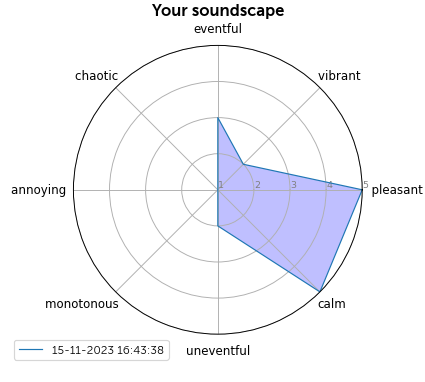 Your soundscape
eventful
chaotic
vibrant
annoying
1 2 3 4 5
pleasant
monotonous
calm
uneventful
15-11-2023 16:43:38